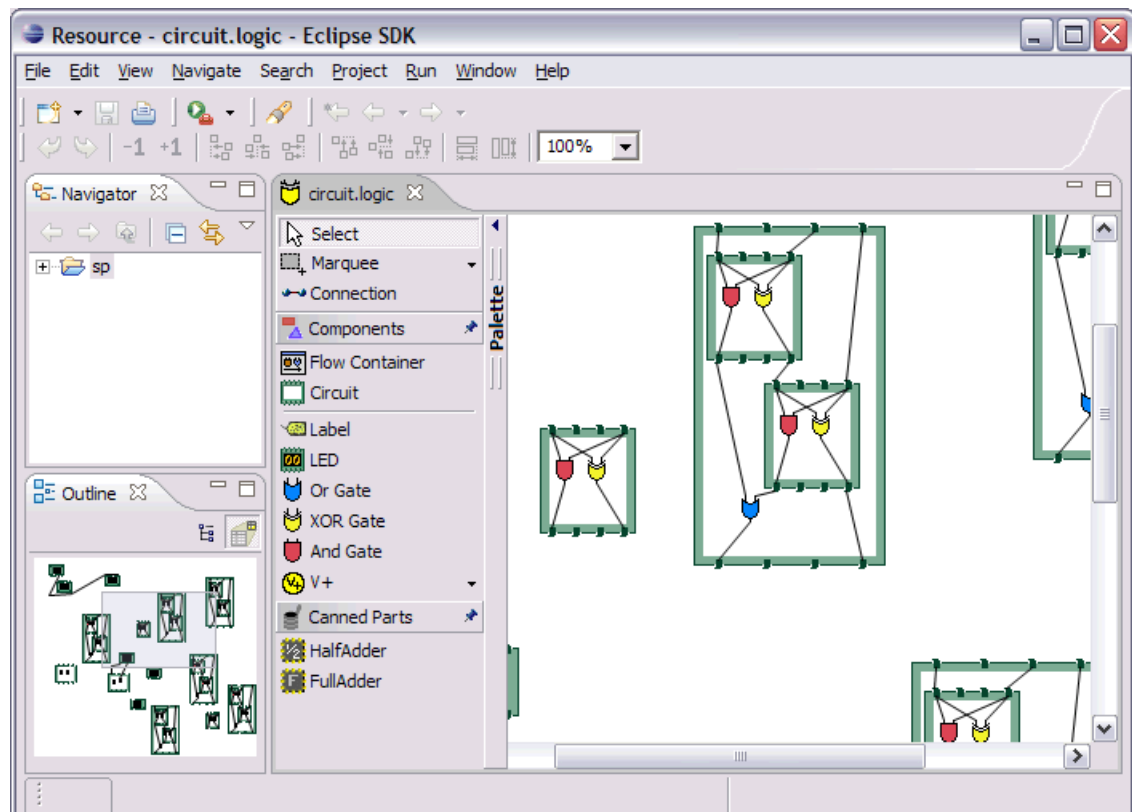 Resource - circuit.logic - Eclipse SDK
File Edit View Navigate Search Project Run Window Help
-1 +1 100%
Navigator
sp
Outline
circuit.logic
Select
Marquee
Connection
Components
Flow Container
Circuit
Label
LED
Or Gate
XOR Gate
And Gate
V+
V+
Canned Parts
1/2 HalfAdder
F FullAdder
Palette